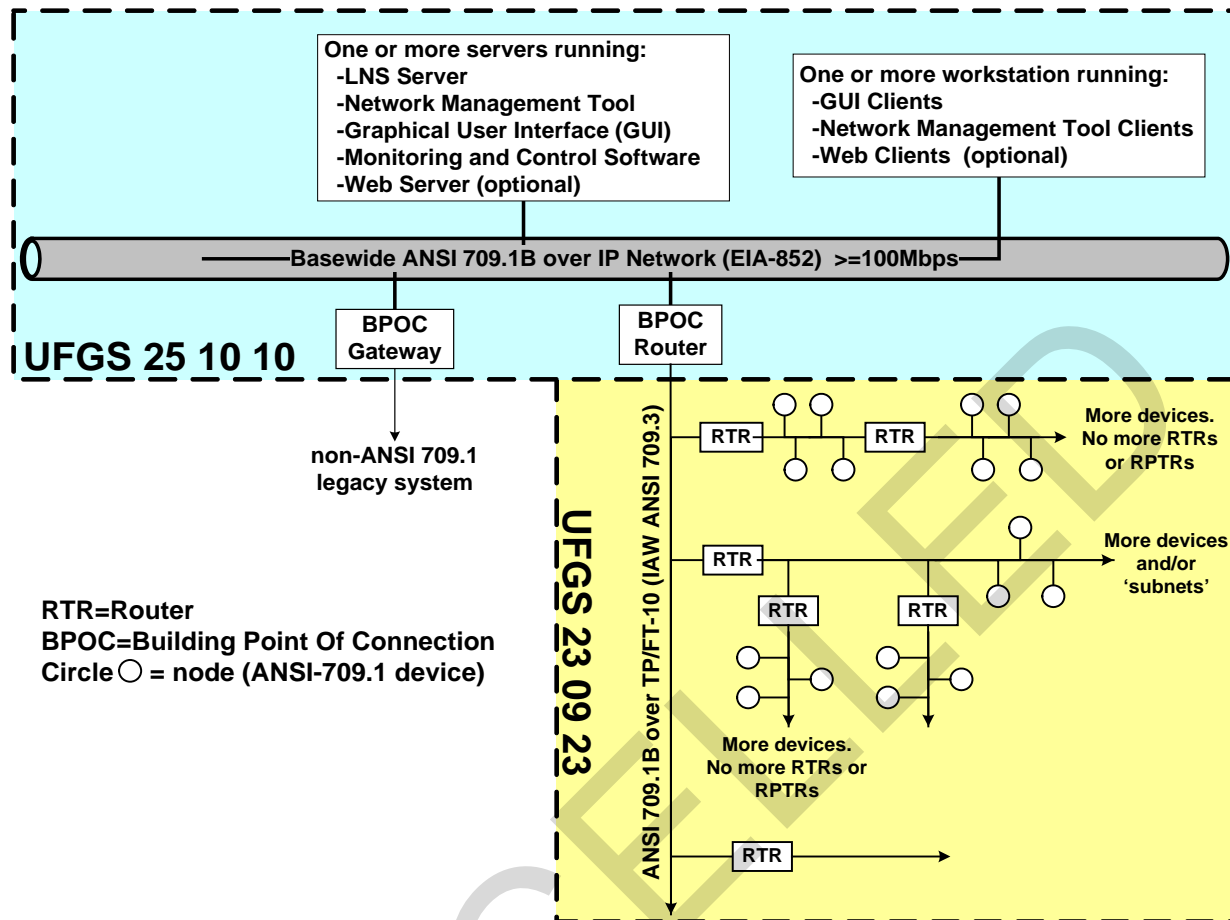 One or more servers running:
-LNS Server
-Network Management Tool
-Graphical User Interface (GUI)
-Monitoring and Control Software
-Web Server (optional)
One or more workstation running:
-GUI Clients
-Network Management Tool Clients
-Web Clients (optional)
Basewide ANSI 709.1B over IP Network (EIA-852) >=100Mbps
BPOC
Gateway
BPOC
Router
UFGS 25 10 10
non-ANSI 709.1
legacy system
RTR=Router
BPOC=Building Point Of Connection
Circle = node (ANSI-709.1 device)
UFGS 23 09 23
ANSI 709.1B over TP/FT-10 (IAW ANSI 709.3)
RTR
RTR
More devices.
No more RTRs
or RPTRs
RTR
More devices
and/or
‘subnets’
RTR
RTR
More devices.
No more RTRs or
RPTRs
RTR
CELLED